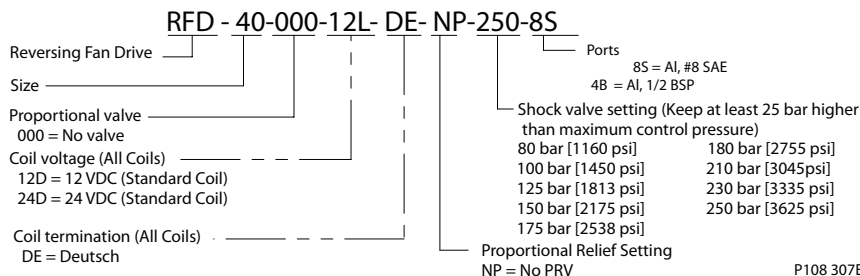 RFD - 40-000-12L- DE- NP-250-8S
Reversing Fan Drive
Size
Proportional valve
000 = No valve
Coil voltage (All Coils)
12D = 12 VDC (Standard Coil)
24D = 24 VDC (Standard Coil)
Coil termination (All Coils)
DE = Deutsch
Ports
8S = Al, #8 SAE
4B = Al, 1/2 BSP
Shock valve setting (Keep at least 25 bar higher
than maximum control pressure)
80 bar [1160 psi] 180 bar [2755 psi]
100 bar [1450 psi] 210 bar [3045psi]
125 bar [1813 psi] 230 bar [3335 psi]
150 bar [2175 psi] 250 bar [3625 psi]
175 bar [2538 psi]
Proportional Relief Setting
NP = No PRV
P108 307E